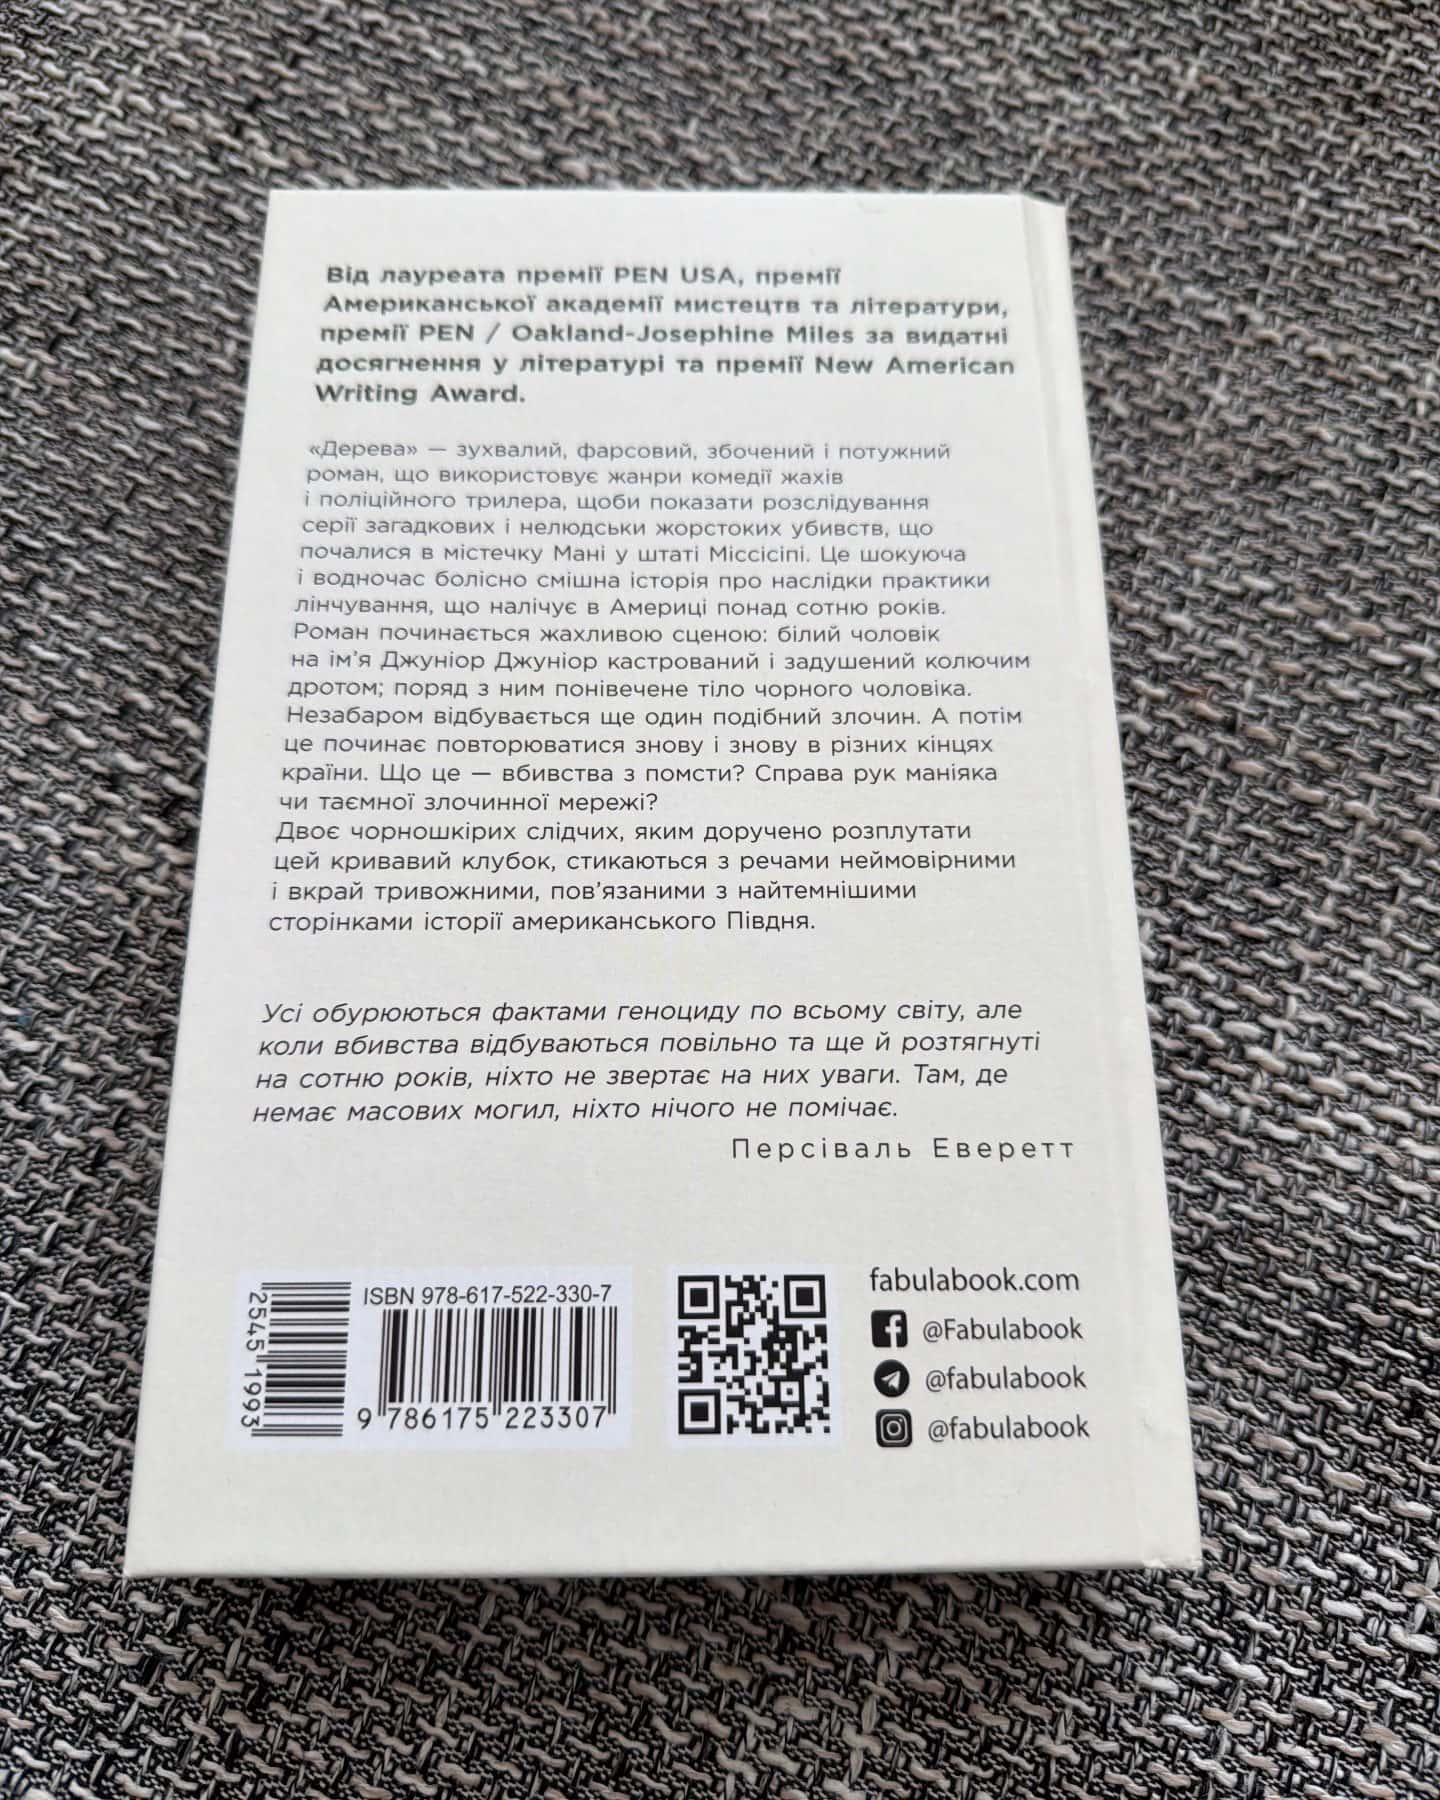 Від лауреата премії PEN USA, премії
Американської академії мистецтв та літератури,
премії PEN / Oakland-Josephine Miles за видатні
досягнення у літературі та премії New American
Writing Award.
«Дерева» — зухвалий, фарсовий, збочений і потужний
роман, що використовує жанри комедії жахів
і поліційного трилера, щоби показати розслідування
серії загадкових і нелюдськи жорстоких убивств, що
почалися в містечку Мані у штаті Міссісіпі. Це шокуюча
і водночас болісно смішна історія про наслідки практики
лінчування, що налічує в Америці понад сотню років.
Роман починається жахливою сценою: білий чоловік
на ім’я Джуніор Джуніор кастрований і задушений колючим
дротом; поряд з ним понівечене тіло чорного чоловіка.
Незабаром відбувається ще один подібний злочин. А потім
це починає повторюватися знову і знову в різних кінцях
країни. Що це — вбивства з помсти? Справа рук маніяка
чи таємної злочинної мережі?
Двоє чорношкірих слідчих, яким доручено розплутати
цей кривавий клубок, стикаються з речами неймовірними
і вкрай тривожними, пов’язаними з найтемнішими
сторінками історії американського Півдня.
Усі обурюються фактами геноциду по всьому світу, але
коли вбивства відбуваються повільно та ще й розтягнуті
на сотню років, ніхто не звертає на них уваги. Там, де
немає масових могил, ніхто нічого не помічає.
Персіваль Еверетт
2545 1993
ISBN 978-617-522-330-7
9 786175 223307
fabulabook.com
@Fabulabook
@fabulabook
@fabulabook